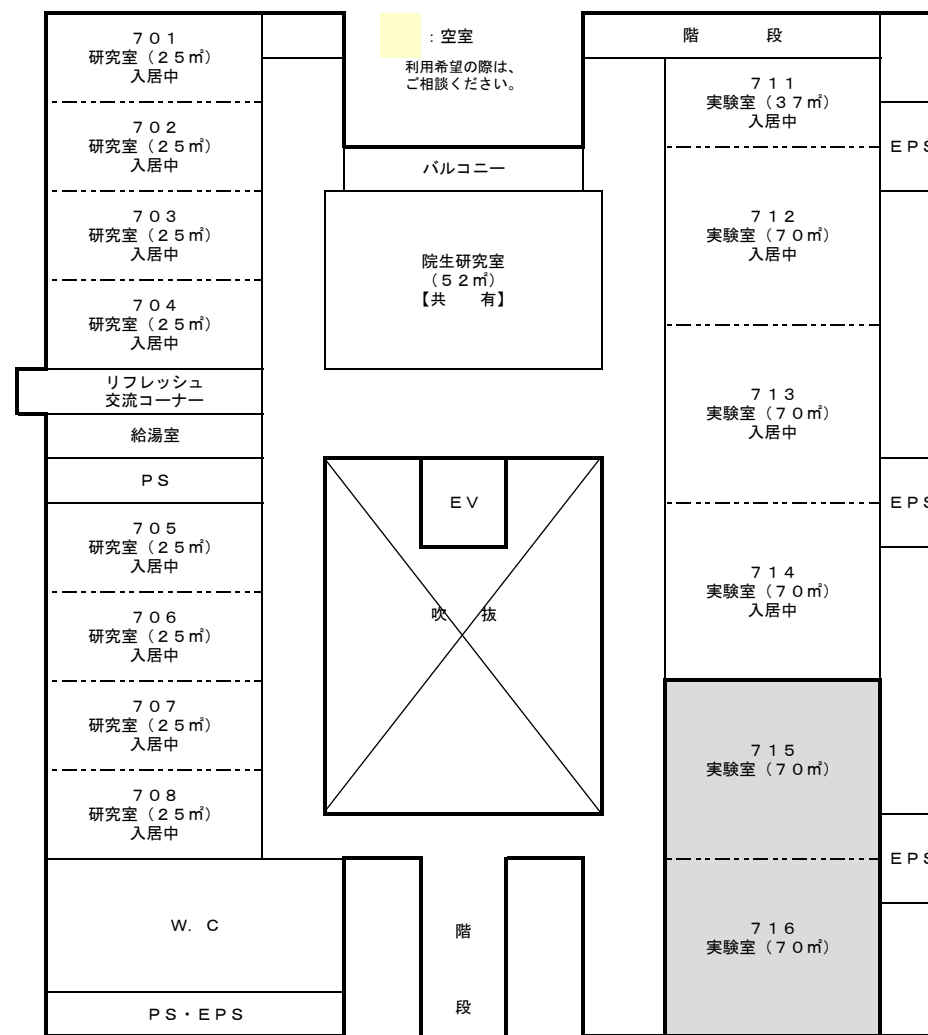 ７０１
研究室（２５㎡）
入居中
７０２
研究室（２５㎡）
入居中
７０３
研究室（２５㎡）
入居中
７０４
研究室（２５㎡）
入居中
リフレッシュ
交流コーナー
給湯室
ＰＳ
７０５
研究室（２５㎡）
入居中
７０６
研究室（２５㎡）
入居中
７０７
研究室（２５㎡）
入居中
７０８
研究室（２５㎡）
入居中
Ｗ．Ｃ
ＰＳ・ＥＰＳ
：空室
利用希望の際は、
ご相談ください。
バルコニー
院生研究室
（５２㎡）
【共　有】
ＥＶ
吹　抜
階
段
階　段
７１１
実験室（３７㎡）
入居中
７１２
実験室（７０㎡）
入居中
７１３
実験室（７０㎡）
入居中
７１４
実験室（７０㎡）
入居中
７１５
実験室（７０㎡）
７１６
実験室（７０㎡）
ＥＰＳ
ＥＰＳ
ＥＰＳ